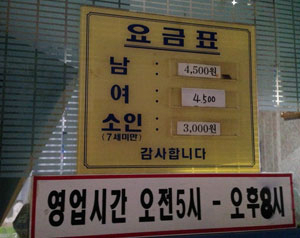 요금표
남 : 4,500원
여 : 4500
소인 : 3,000원
(7세미만)
감사합니다
영업시간 오전5시 - 오후8시